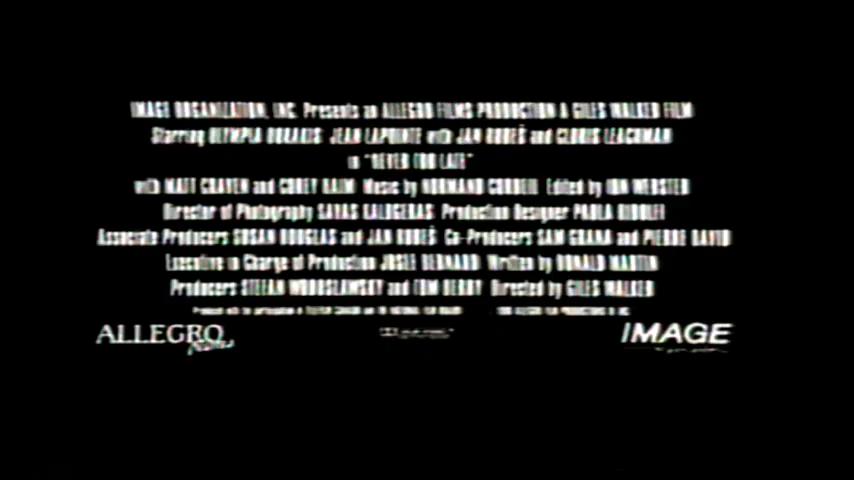 IMAGE ORGANIZATION, INC. Presents an ALLEGRO FILMS PRODUCTION A GILES WALKER FILM
Starring OLYMPIA DUKAKIS JEAN LAPOINTE with JAN RUBEŠ and CLORIS LEACHMAN
in "NEVER TOO LATE"
with MATT CRAVEN and COREY HAIM Music by NORMAND CORBEIL Edited by IAN WEBSTER
Director of Photography SAVAS KALOGERAS Production Designer PAOLA RIDOLFI
Associate Producers SUSAN DOUGLAS and JAN RUBEŠ Co-Producers SAM GRANA and PIERRE DAVID
Executive in Charge of Production JOSÉE BERNARD Written by DONALD MARTIN
Producers STEFAN WODOSLAWSKY and TOM BERRY Directed by GILES WALKER
ALLEGRO Films
IMAGE